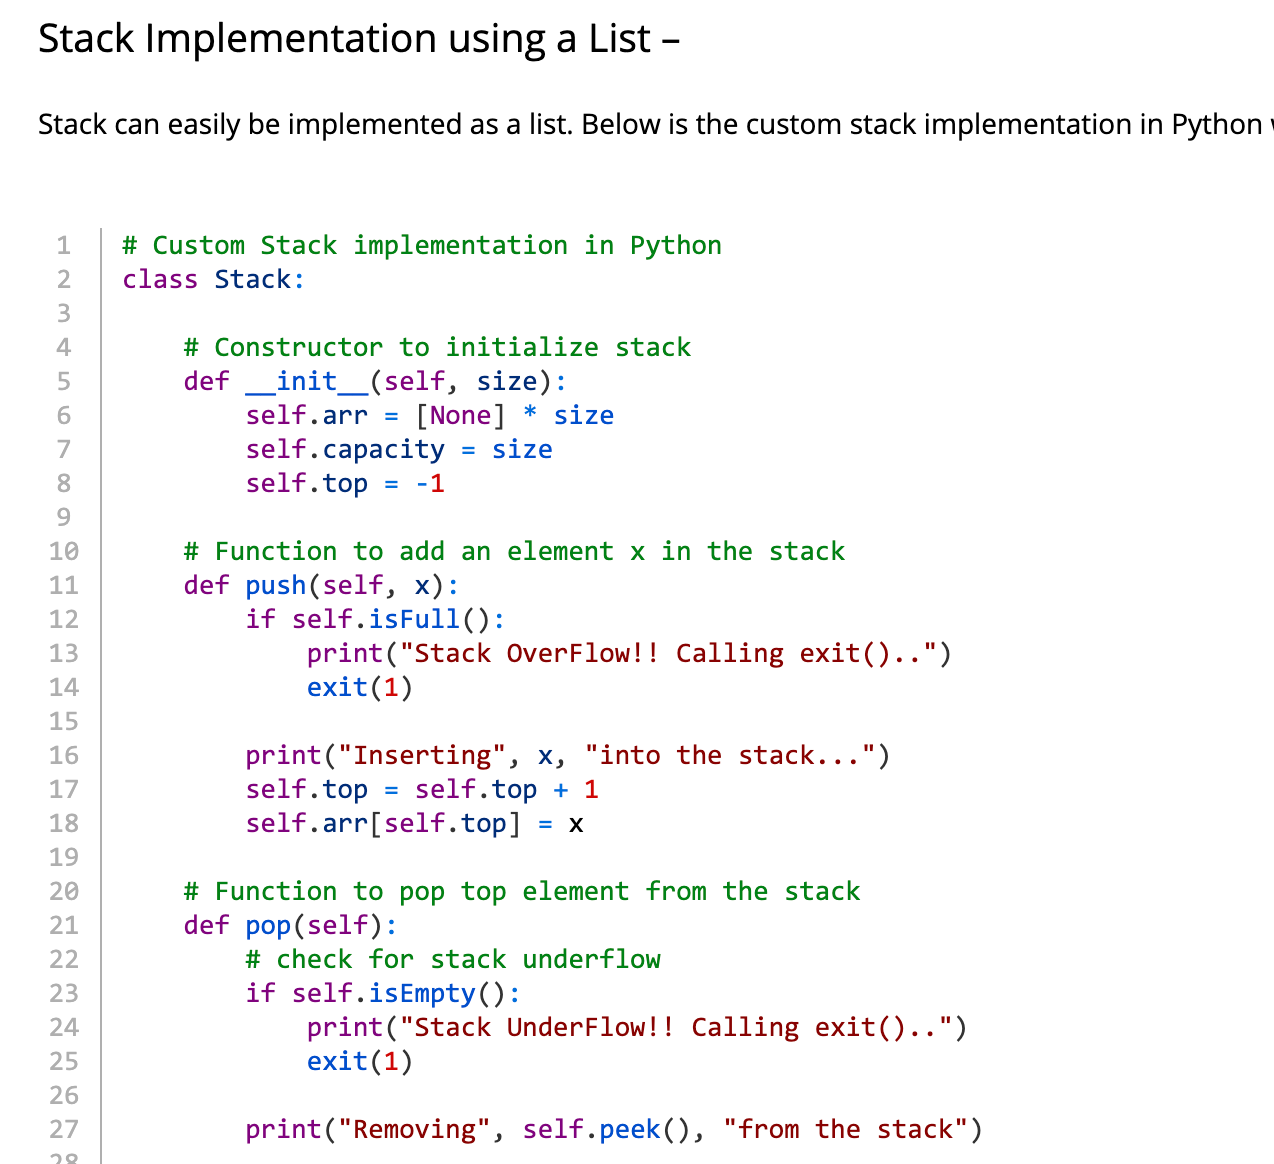 Stack Implementation using a List –
Stack can easily be implemented as a list. Below is the custom stack implementation in Python
1 # Custom Stack implementation in Python
2 class Stack:
3
4     # Constructor to initialize stack
5     def __init__(self, size):
6         self.arr = [None] * size
7         self.capacity = size
8         self.top = -1
9
10     # Function to add an element x in the stack
11     def push(self, x):
12         if self.isFull():
13             print("Stack OverFlow!! Calling exit()..")
14             exit(1)
15
16         print("Inserting", x, "into the stack...")
17         self.top = self.top + 1
18         self.arr[self.top] = x
19
20     # Function to pop top element from the stack
21     def pop(self):
22         # check for stack underflow
23         if self.isEmpty():
24             print("Stack UnderFlow!! Calling exit()..")
25             exit(1)
26
27         print("Removing", self.peek(), "from the stack")
28